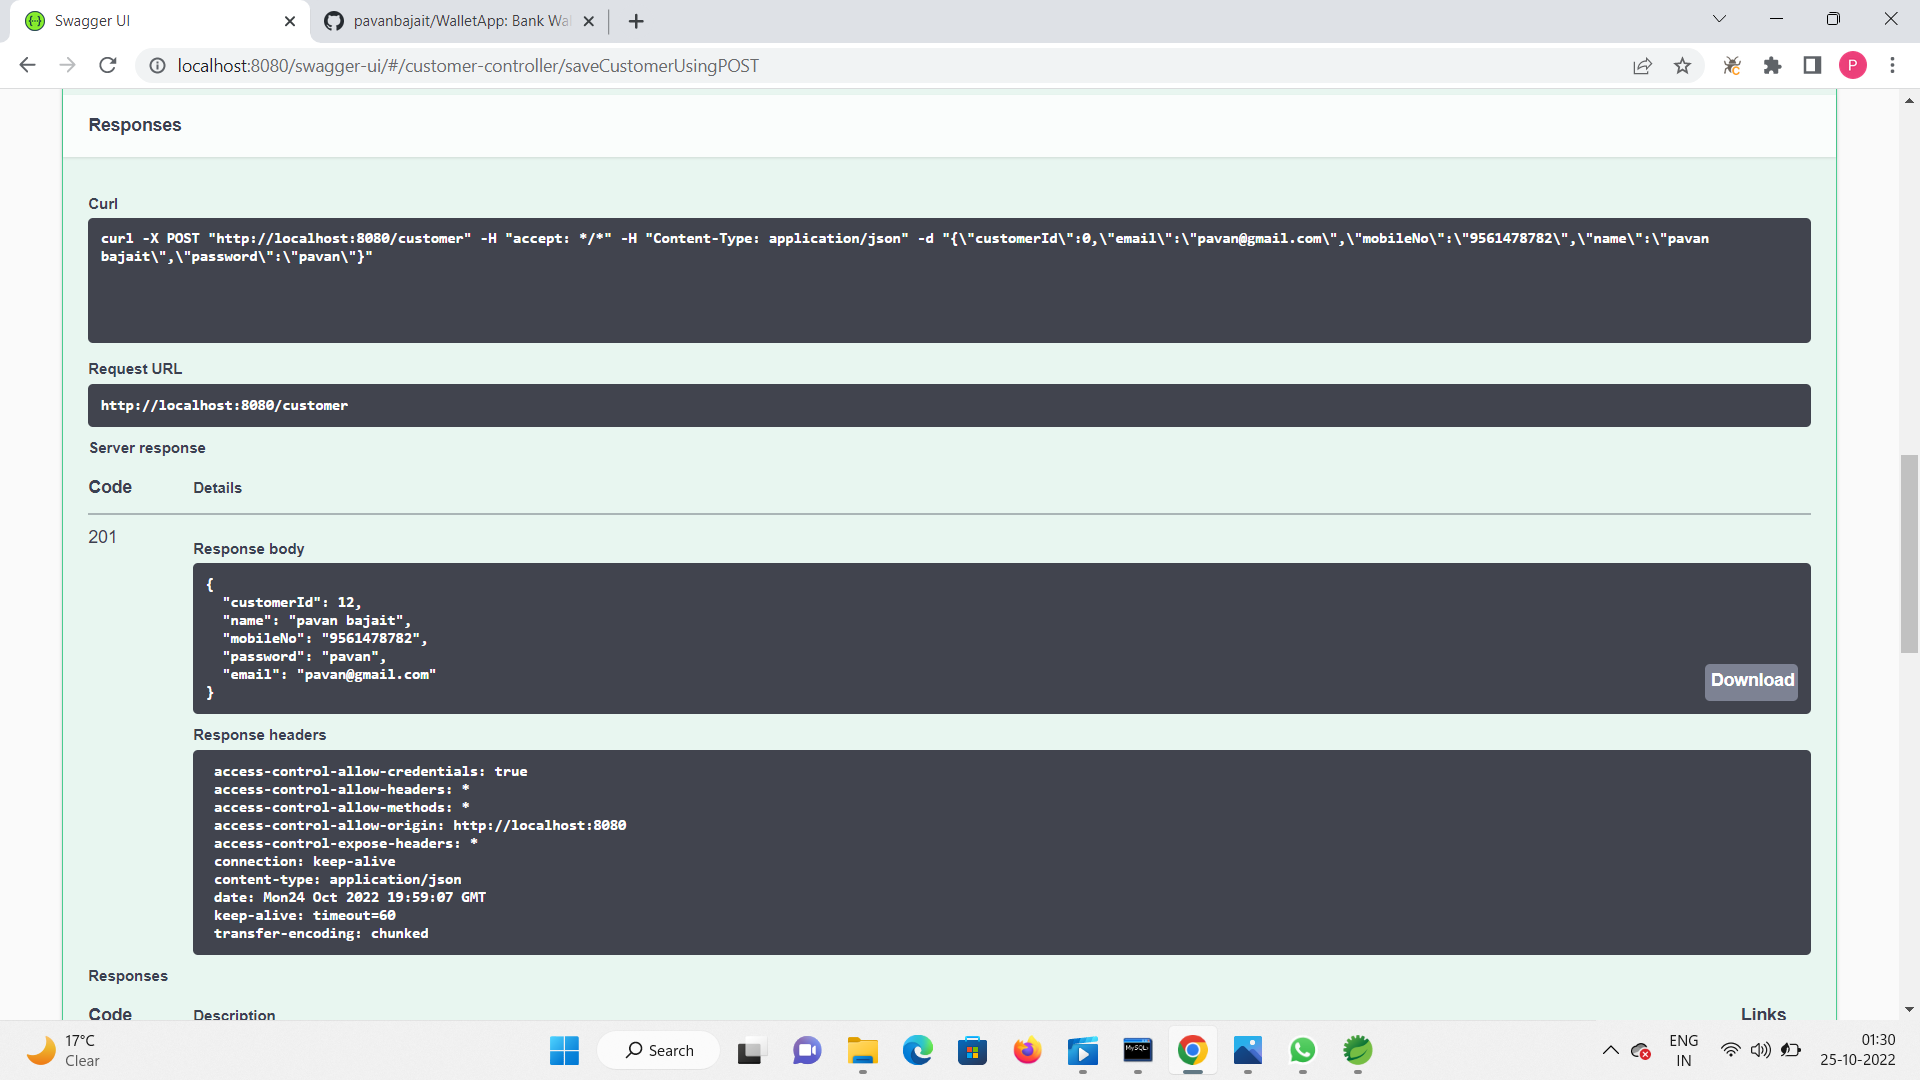 Swagger UI
pavanbajait/WalletApp: Bank Wal
localhost:8080/swagger-ui/#/customer-controller/saveCustomerUsingPOST
P
Responses
Curl
curl -X POST "http://localhost:8080/customer" -H "accept: */*" -H "Content-Type: application/json" -d "{\"customerId\":0,\"email\":\"pavan@gmail.com\",\"mobileNo\":\"9561478782\",\"name\":\"pavan
bajait\",\"password\":\"pavan\"}"
Request URL
http://localhost:8080/customer
Server response
Code Details
201
Response body
{
"customerId": 12,
"name": "pavan bajait",
"mobileNo": "9561478782",
"password": "pavan",
"email": "pavan@gmail.com"
}
Download
Response headers
access-control-allow-credentials: true
access-control-allow-headers: *
access-control-allow-methods: *
access-control-allow-origin: http://localhost:8080
access-control-expose-headers: *
connection: keep-alive
content-type: application/json
date: Mon24 Oct 2022 19:59:07 GMT
keep-alive: timeout=60
transfer-encoding: chunked
Responses
Code Description Links
17°C
Clear
Search
ENG
IN
01:30
25-10-2022